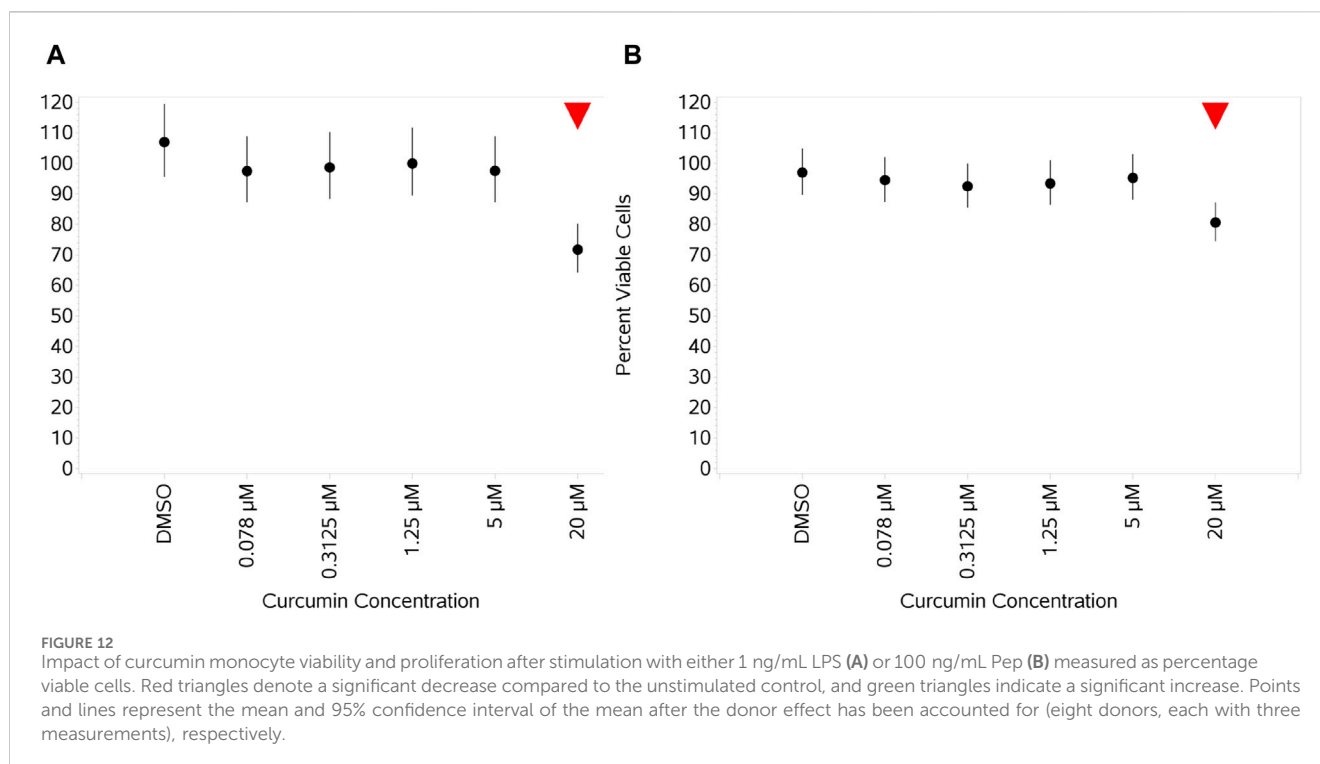 A
B
120
110
100
90
80
70
60
50
40
30
20
10
0
DMSO
0.078 µM
0.3125 µM
1.25 µM
5 µM
20 µM
Curcumin Concentration
Percent Viable Cells
120
110
100
90
80
70
60
50
40
30
20
10
0
DMSO
0.078 µM
0.3125 µM
1.25 µM
5 µM
20 µM
Curcumin Concentration
FIGURE 12
Impact of curcumin monocyte viability and proliferation after stimulation with either 1 ng/mL LPS (A) or 100 ng/mL Pep (B) measured as percentage
viable cells. Red triangles denote a significant decrease compared to the unstimulated control, and green triangles indicate a significant increase. Points
and lines represent the mean and 95% confidence interval of the mean after the donor effect has been accounted for (eight donors, each with three
measurements), respectively.